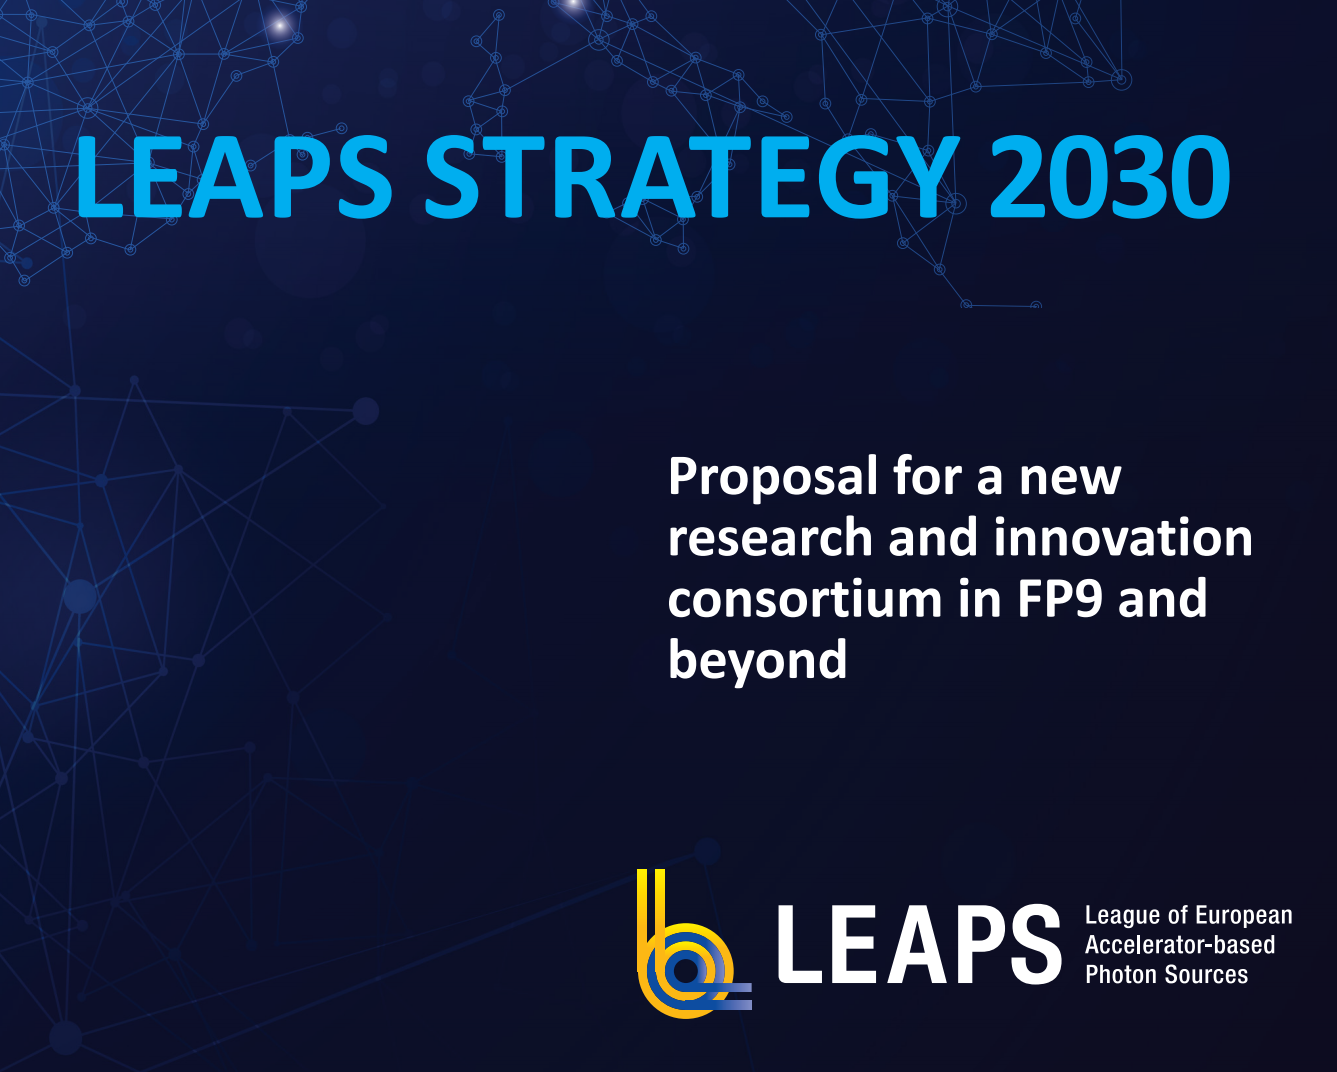 LEAPS STRATEGY 2030
Proposal for a new
research and innovation
consortium in FP9 and
beyond
LEAPS
League of European
Accelerator-based
Photon Sources